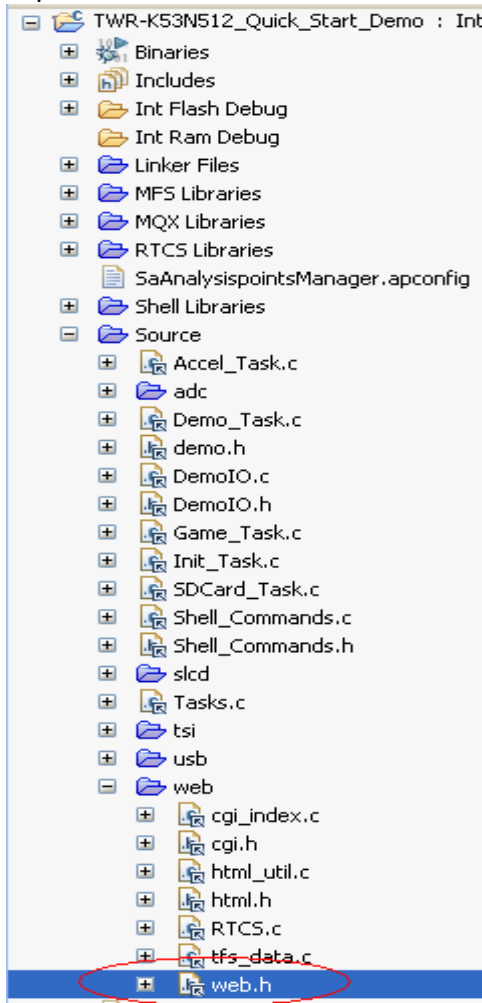 TWR-K53N512_Quick_Start_Demo : Int
Binaries
Includes
Int Flash Debug
Int Ram Debug
Linker Files
MFS Libraries
MQX Libraries
RTCS Libraries
SaAnalysispointsManager.apconfig
Shell Libraries
Source
Accel_Task.c
adc
Demo_Task.c
demo.h
DemoIO.c
DemoIO.h
Game_Task.c
Init_Task.c
SDCard_Task.c
Shell_Commands.c
Shell_Commands.h
slcd
Tasks.c
tsi
usb
web
cgi_index.c
cgi.h
html_util.c
html.h
RTCS.c
tfs_data.c
web.h